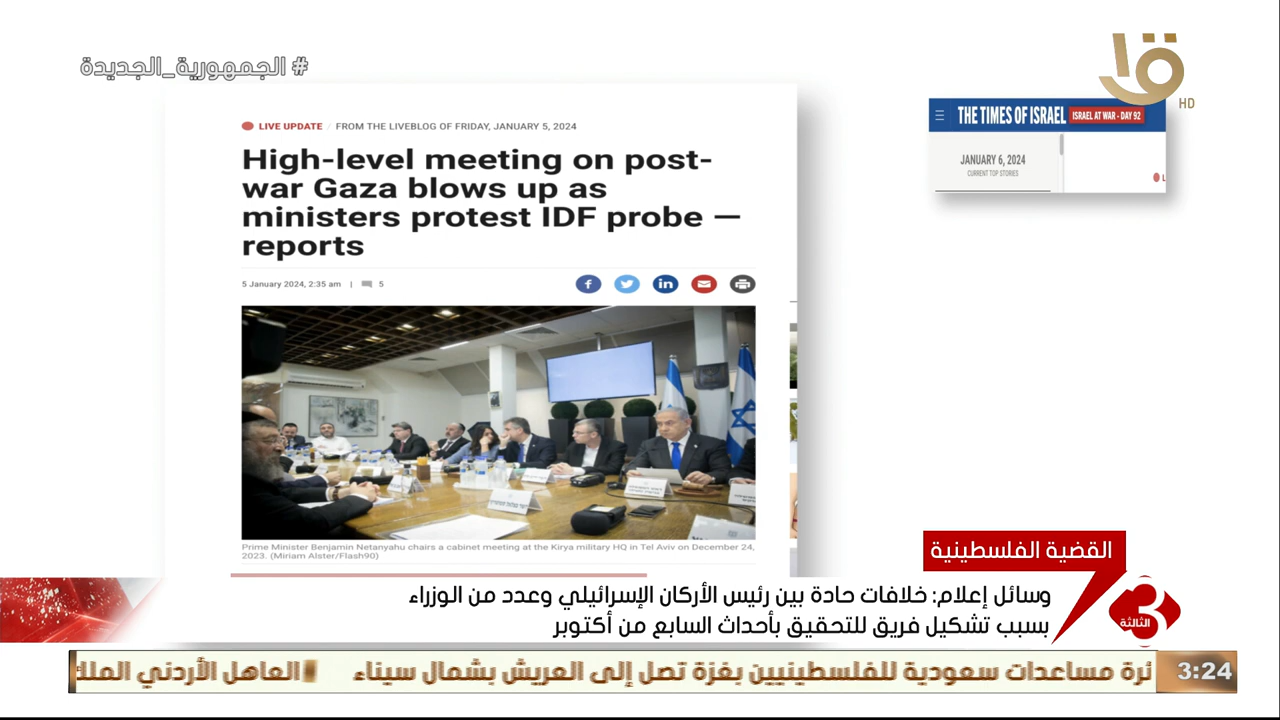 # الجمهورية_الجديدة
HD
THE TIMES OF ISRAEL
ISRAEL AT WAR - DAY 92
JANUARY 6, 2024
CURRENT TOP STORIES
LIVE UPDATE / FROM THE LIVEBLOG OF FRIDAY, JANUARY 5, 2024
High-level meeting on post-
war Gaza blows up as
ministers protest IDF probe —
reports
5 January 2024, 2:35 am | 5
Prime Minister Benjamin Netanyahu chairs a cabinet meeting at the Kirya military HQ in Tel Aviv on December 24,
2023. (Miriam Alster/Flash90)
القضية الفلسطينية
وسائل إعلام: خلافات حادة بين رئيس الأركان الإسرائيلي وعدد من الوزراء
بسبب تشكيل فريق للتحقيق بأحداث السابع من أكتوبر
3 الثالثة
ثرة مساعدات سعودية للفلسطينيين بغزة تصل إلى العريش بشمال سيناء العاهل الأردني الملك
3:24